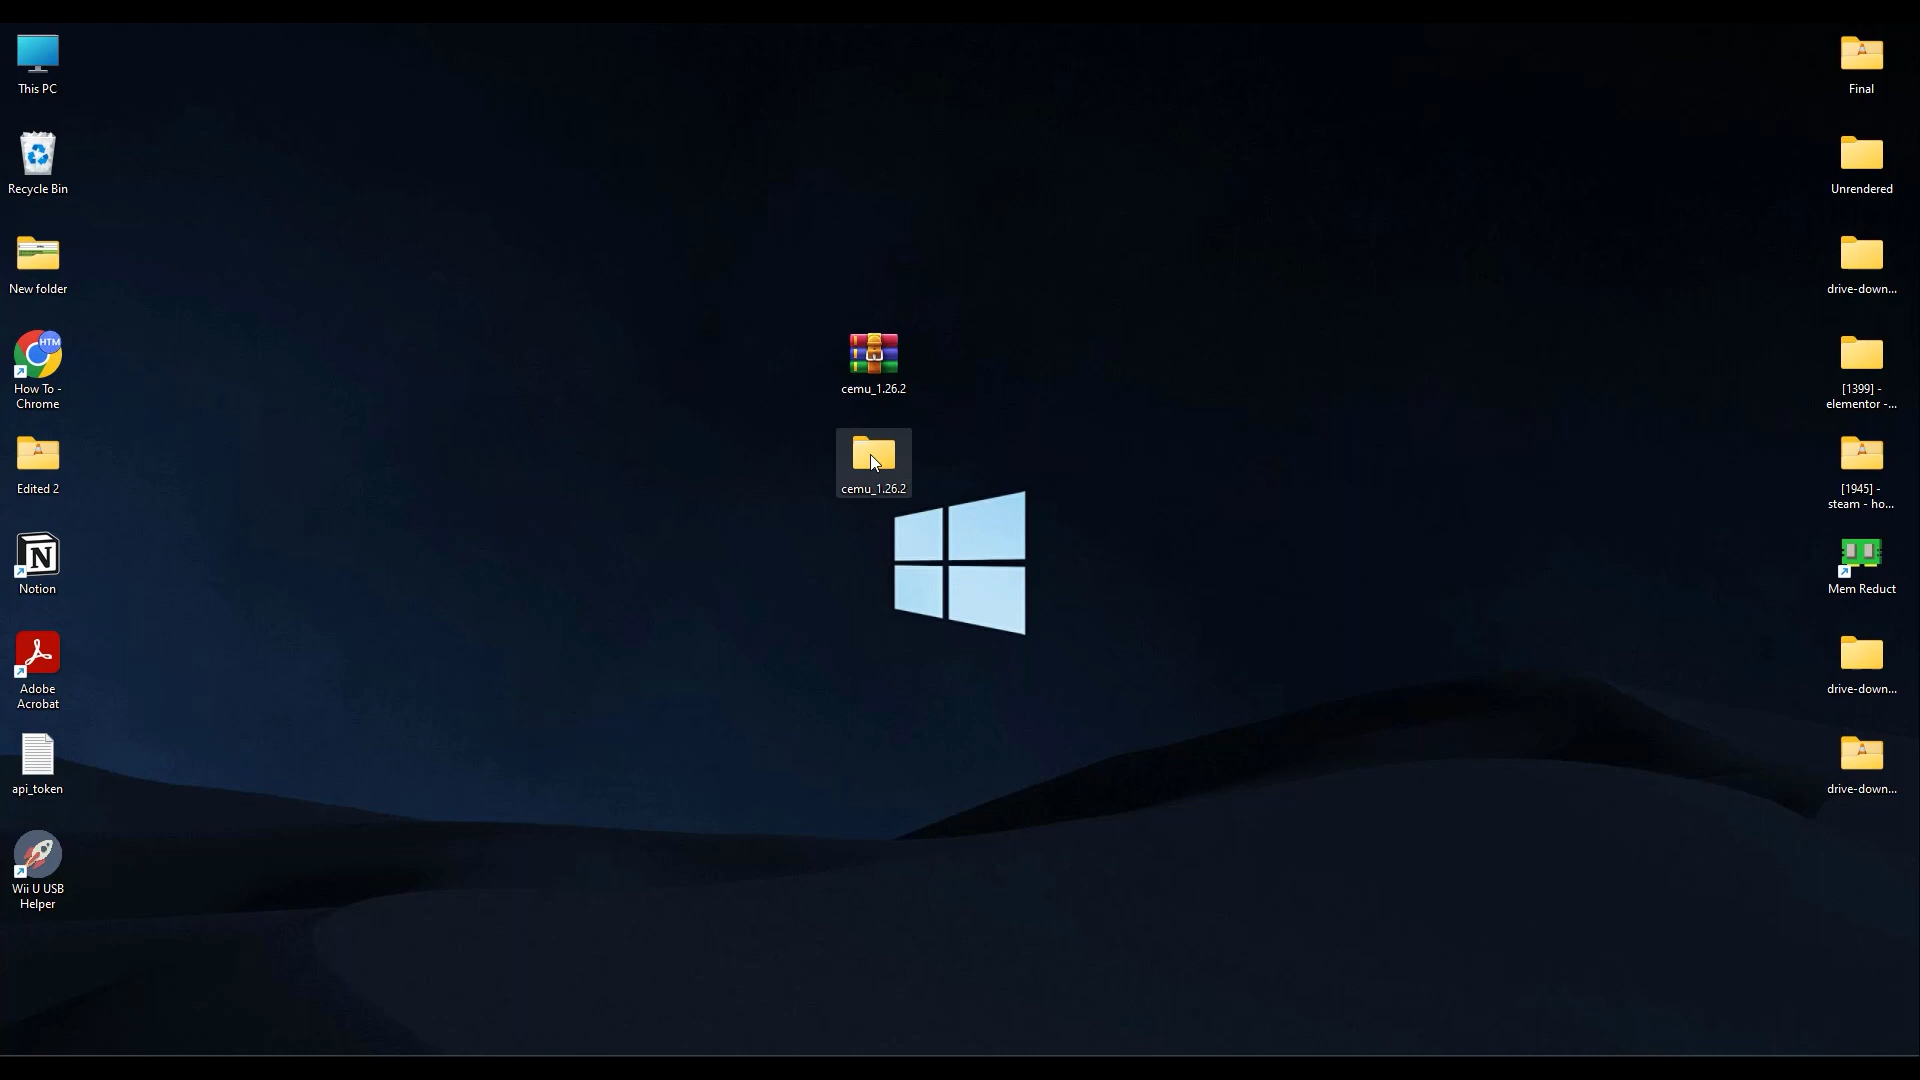 This PC
Recycle Bin
New folder
HTM
How To -
Chrome
Edited 2
N
Notion
Adobe
Acrobat
api_token
Wii U USB
Helper
cemu_1.26.2
cemu_1.26.2
Final
Unrendered
drive-down...
[1399] -
elementor -...
[1945] -
steam - ho...
Mem Reduct
drive-down...
drive-down...